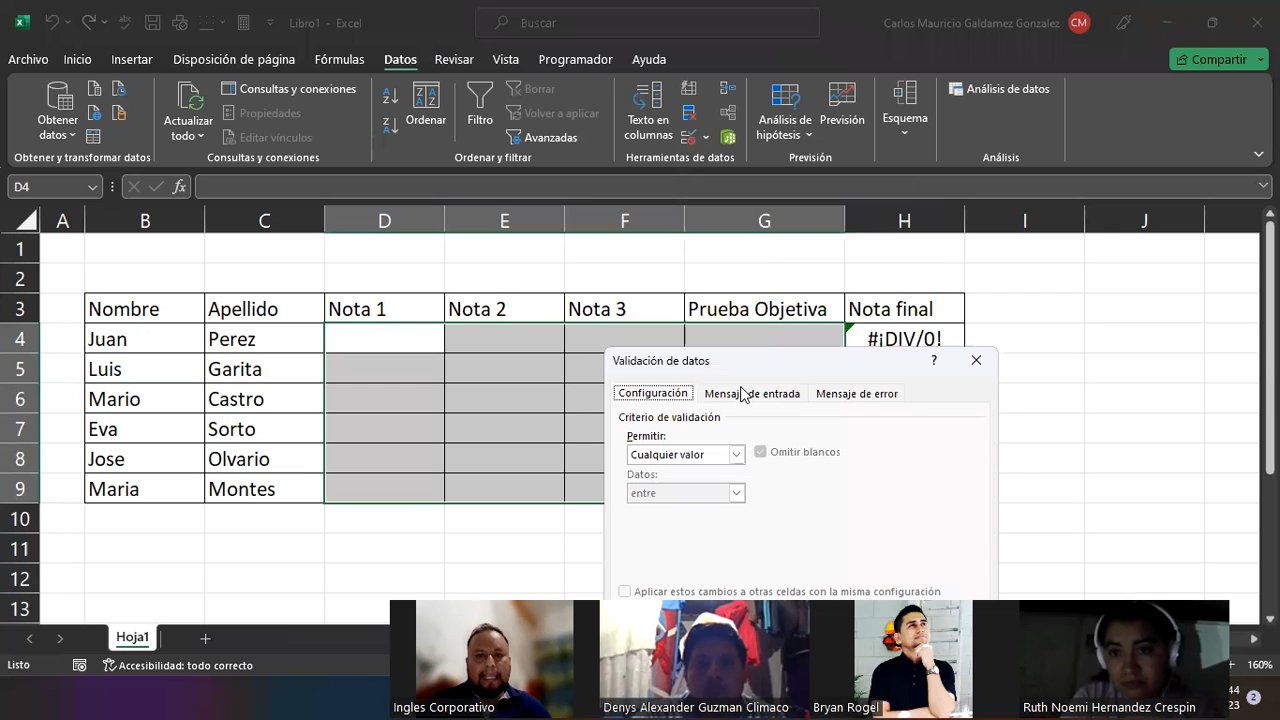 Libro1 - Excel
Buscar
Carlos Mauricio Galdamez Gonzalez
CM
Archivo Inicio Insertar Disposición de página Fórmulas Datos Revisar Vista Programador Ayuda
Compartir
Obtener datos
Obtener y transformar datos
Actualizar todo
Consultas y conexiones
Propiedades
Editar vínculos
Consultas y conexiones
Ordenar
Filtro
Borrar
Volver a aplicar
Avanzadas
Ordenar y filtrar
Texto en columnas
Herramientas de datos
Análisis de hipótesis
Previsión
Previsión
Esquema
Análisis de datos
Análisis
D4
fx
A B C D E F G H I J
1
2
3 Nombre Apellido Nota 1 Nota 2 Nota 3 Prueba Objetiva Nota final
4 Juan Perez #¡DIV/0!
5 Luis Garita
6 Mario Castro
7 Eva Sorto
8 Jose Olvario
9 Maria Montes
10
11
12
13
Validación de datos
?
Configuración Mensaje de entrada Mensaje de error
Criterio de validación
Permitir:
Cualquier valor
Omitir blancos
Datos:
entre
Aplicar estos cambios a otras celdas con la misma configuración
Hoja1
Listo
Accesibilidad: todo correcto
160%
44
23
2
Ingles Corporativo
Denys Alexander Guzman Climaco
Bryan Rogel
Ruth Noemi Hernandez Crespin